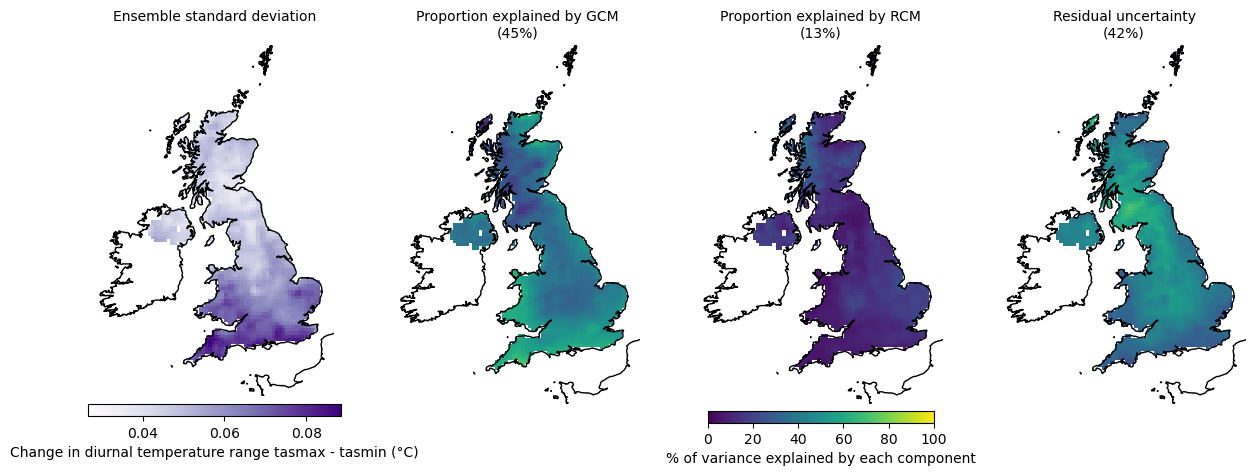 Ensemble standard deviation
Proportion explained by GCM
(45%)
Proportion explained by RCM
(13%)
Residual uncertainty
(42%)
0.04 0.06 0.08
Change in diurnal temperature range tasmax - tasmin (°C)
0 20 40 60 80 100
% of variance explained by each component